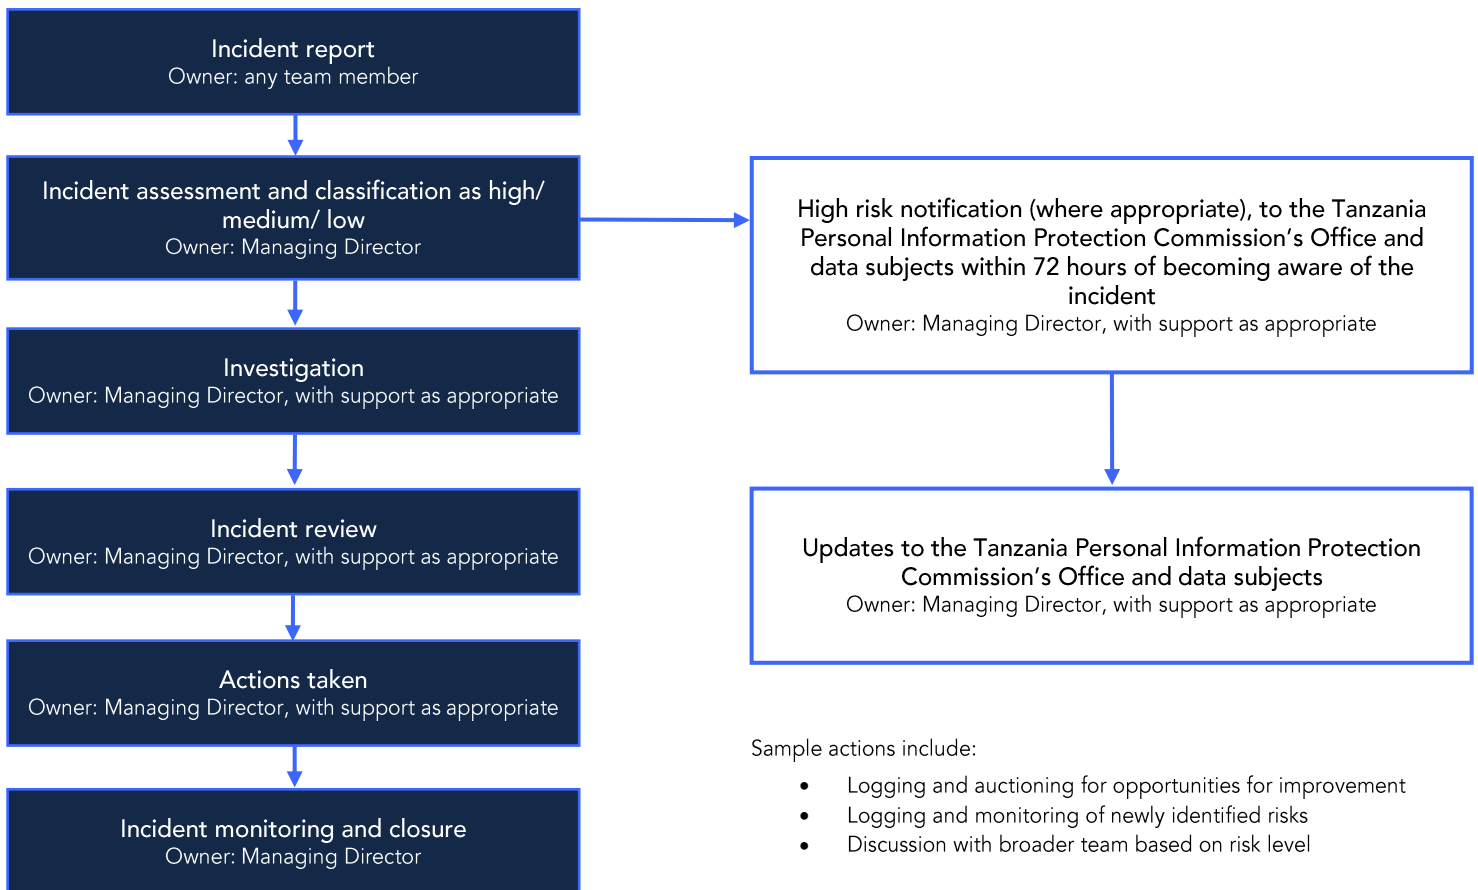 Incident report
Owner: any team member
Incident assessment and classification as high/
medium/ low
Owner: Managing Director
High risk notification (where appropriate), to the Tanzania
Personal Information Protection Commission’s Office and
data subjects within 72 hours of becoming aware of the
incident
Owner: Managing Director, with support as appropriate
Investigation
Owner: Managing Director, with support as appropriate
Incident review
Owner: Managing Director, with support as appropriate
Updates to the Tanzania Personal Information Protection
Commission’s Office and data subjects
Owner: Managing Director, with support as appropriate
Actions taken
Owner: Managing Director, with support as appropriate
Incident monitoring and closure
Owner: Managing Director
Sample actions include:
• Logging and auctioning for opportunities for improvement
• Logging and monitoring of newly identified risks
• Discussion with broader team based on risk level